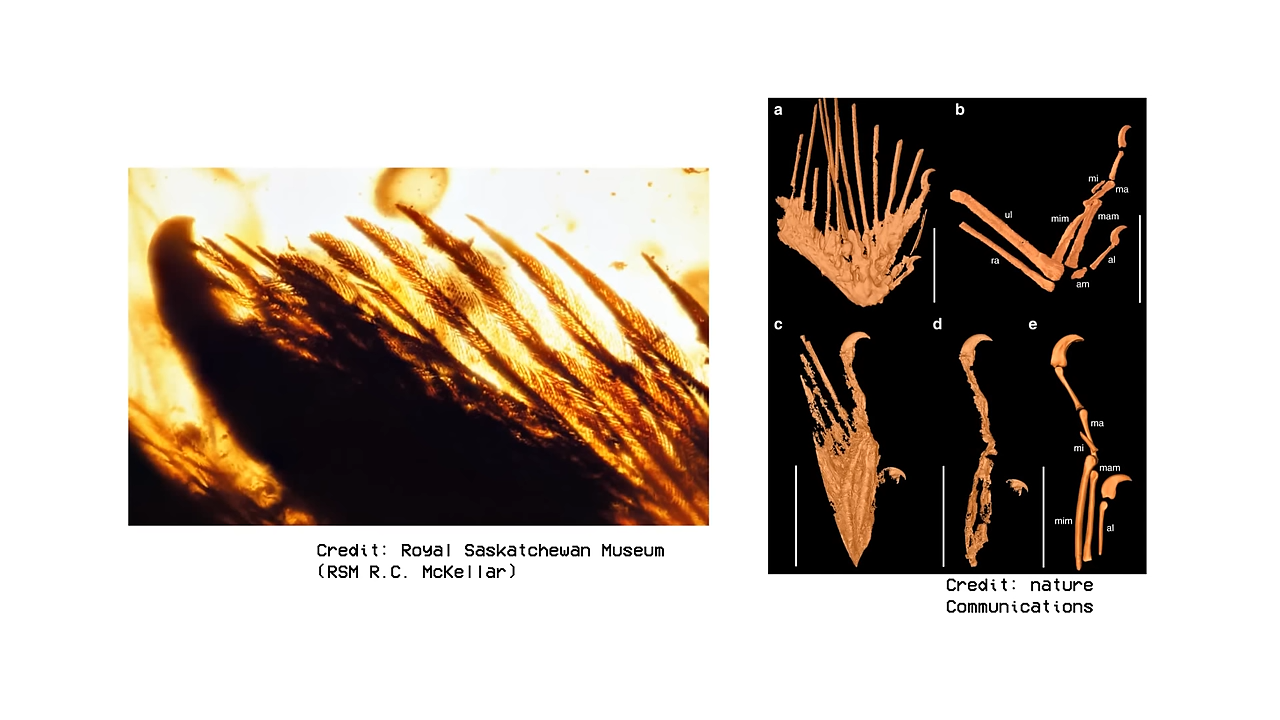 a
b
mi
ma
ul
mim
mam
ra
al
am
c
d
e
ma
mi
mam
mim
al
Credit: Royal Saskatchewan Museum
(RSM R.C. McKellar)
Credit: nature
Communications